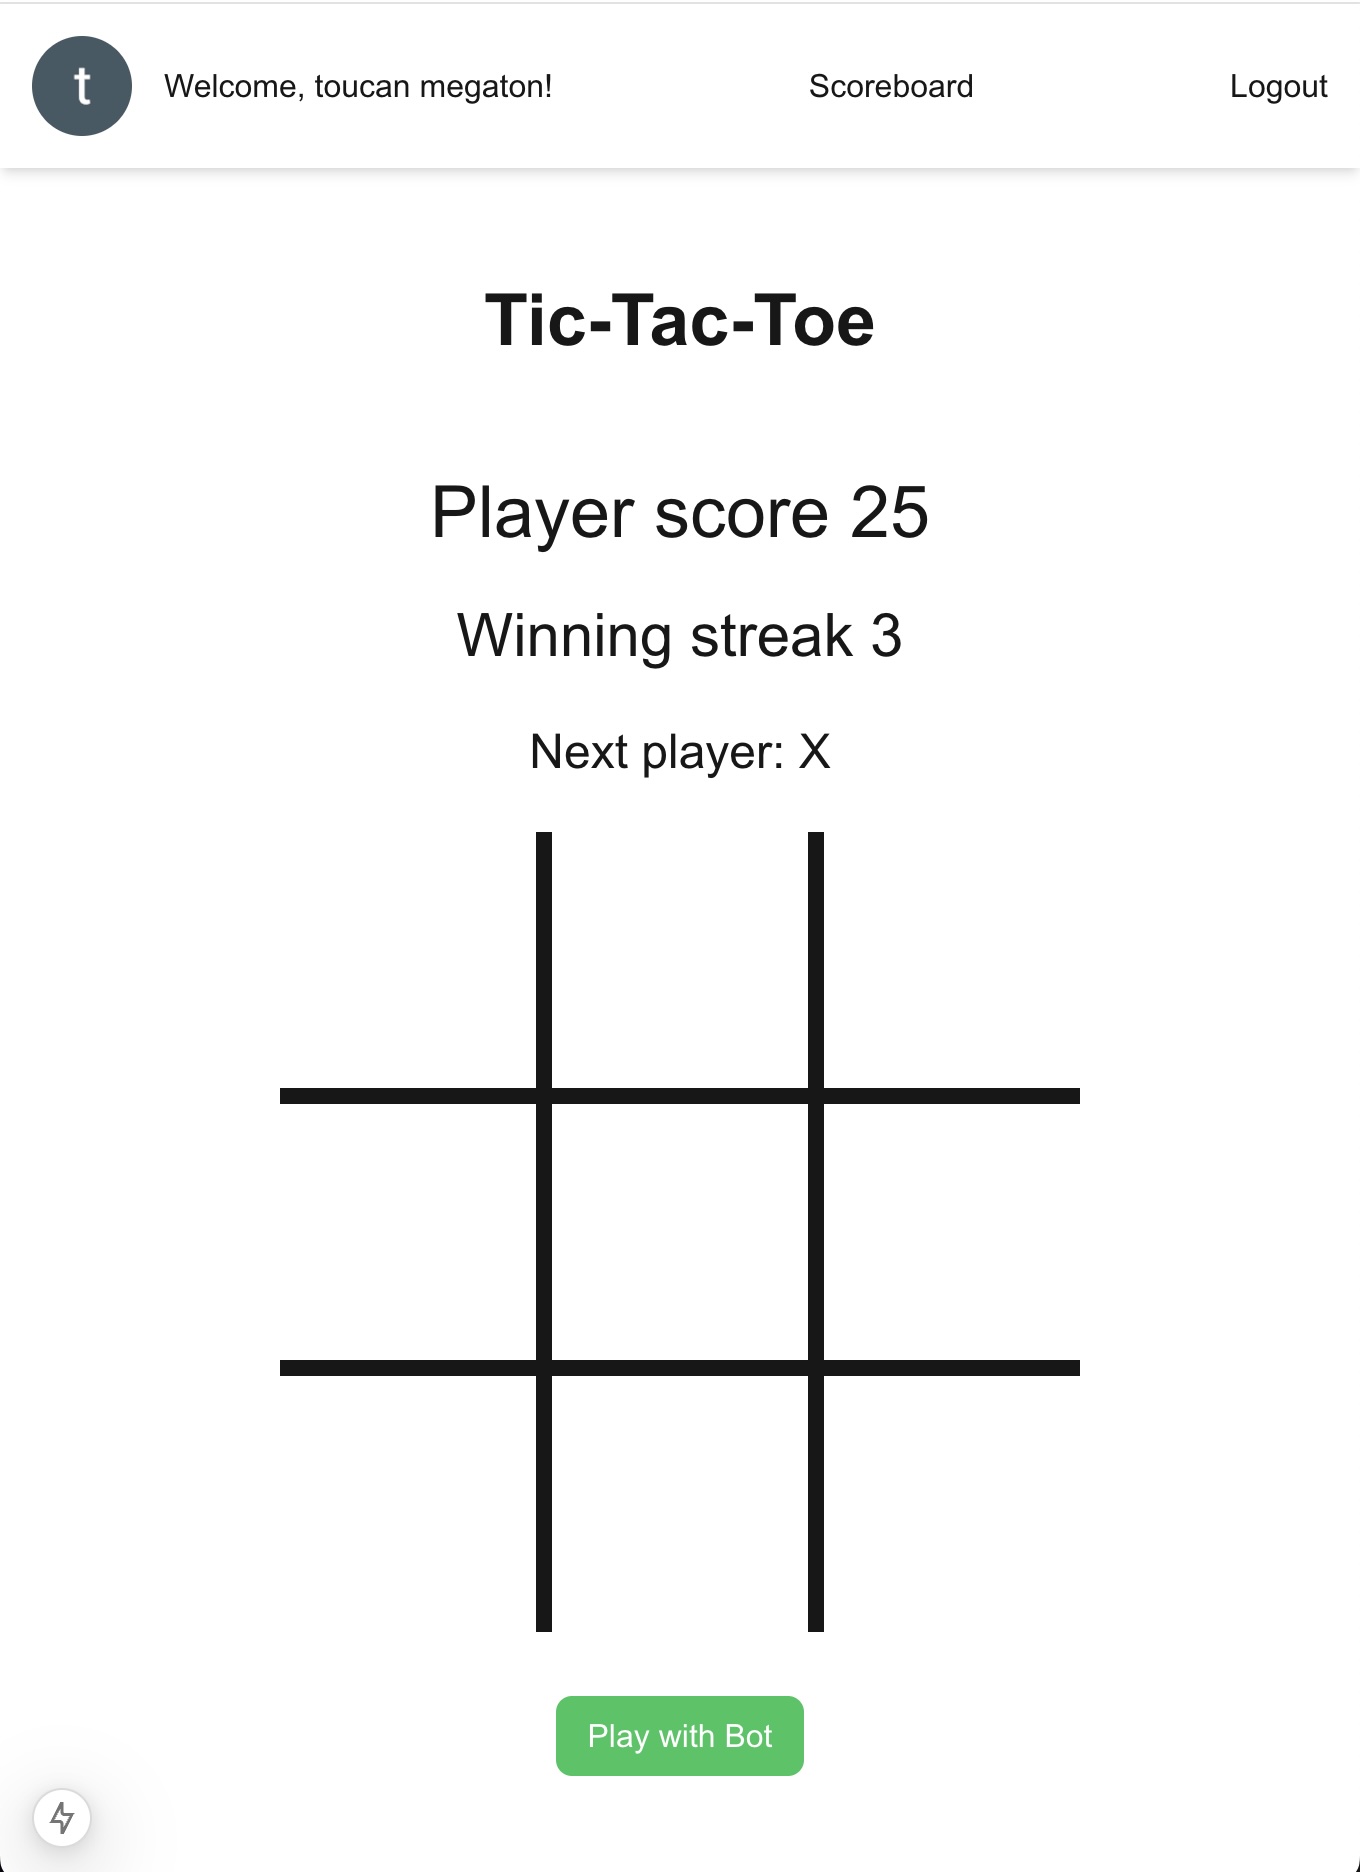 t
Welcome, toucan megaton!
Scoreboard
Logout
Tic-Tac-Toe
Player score 25
Winning streak 3
Next player: X
Play with Bot